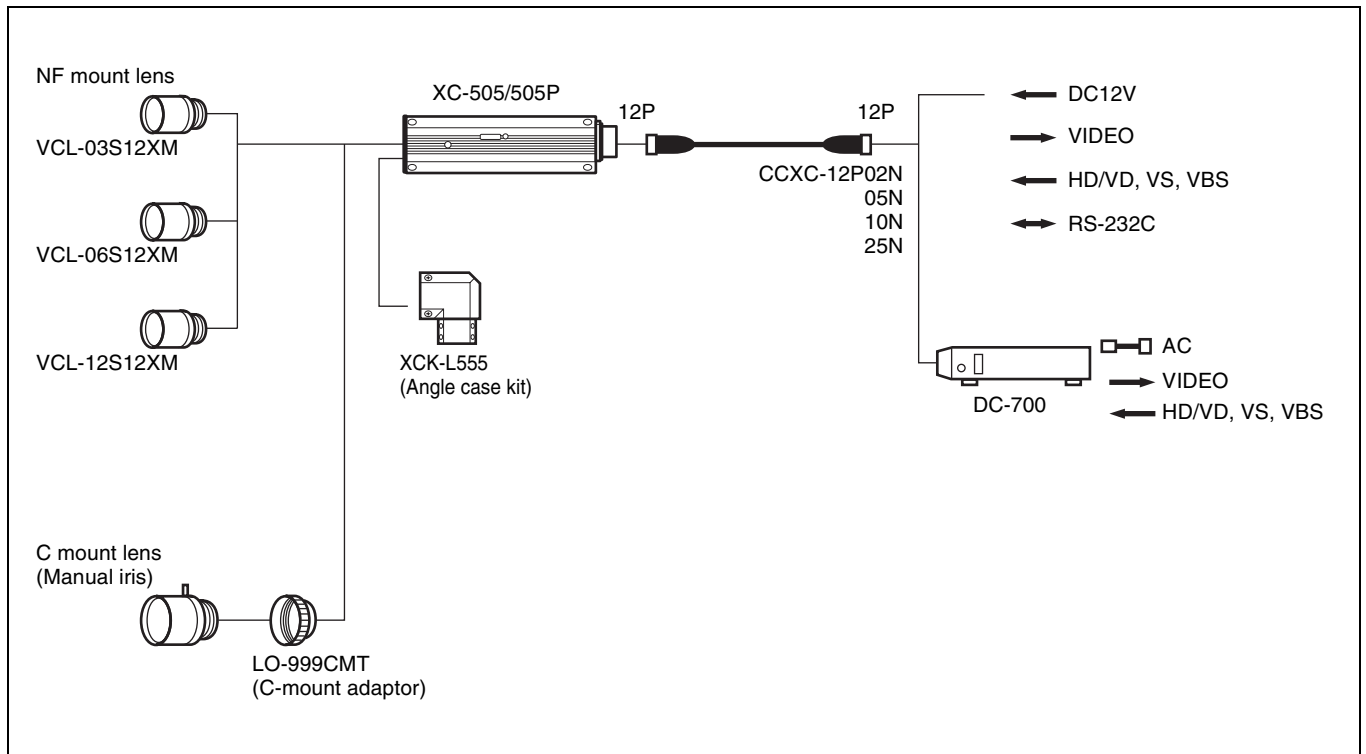 NF mount lens
VCL-03S12XM
VCL-06S12XM
VCL-12S12XM
C mount lens
(Manual iris)
LO-999CMT
(C-mount adaptor)
XC-505/505P
12P
XCK-L555
(Angle case kit)
12P
CCXC-12P02N
05N
10N
25N
DC12V
VIDEO
HD/VD, VS, VBS
RS-232C
DC-700
AC
VIDEO
HD/VD, VS, VBS